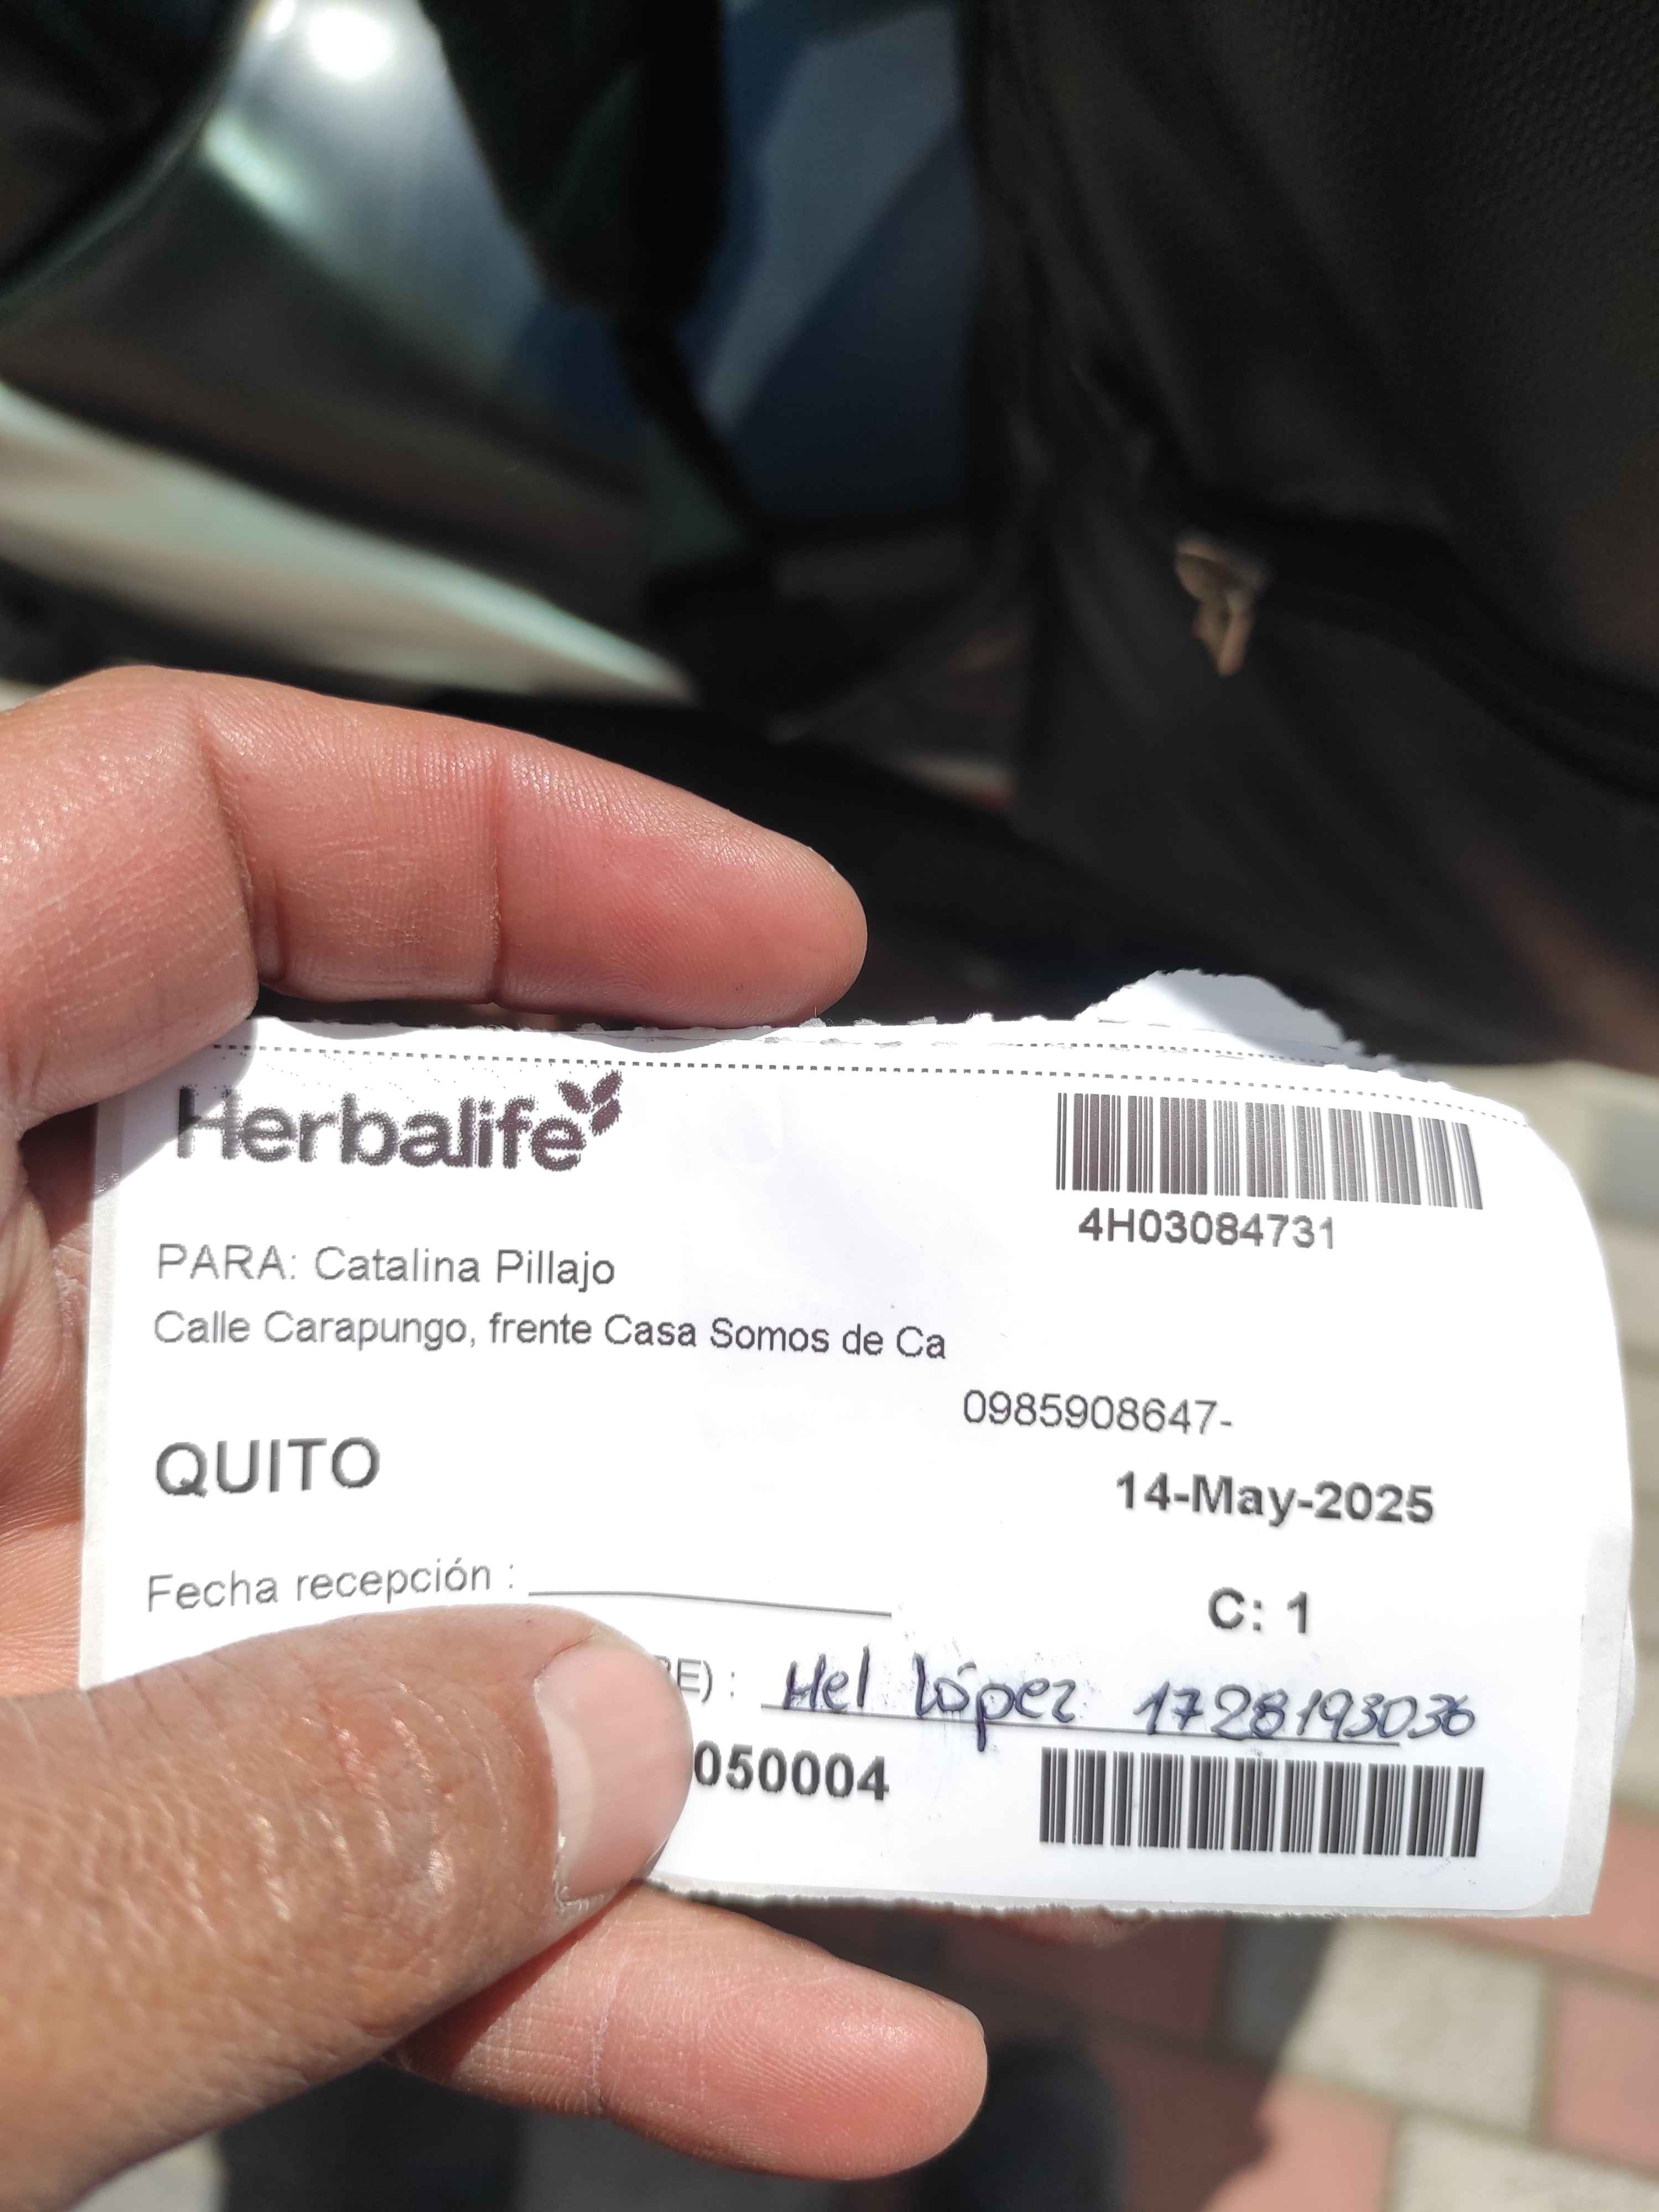 Herbalife
4H03084731
PARA: Catalina Pillajo
Calle Carapungo, frente Casa Somos de Ca
0985908647-
QUITO
14-May-2025
Fecha recepción :
C: 1
RE) : Hel López 1728193036
050004